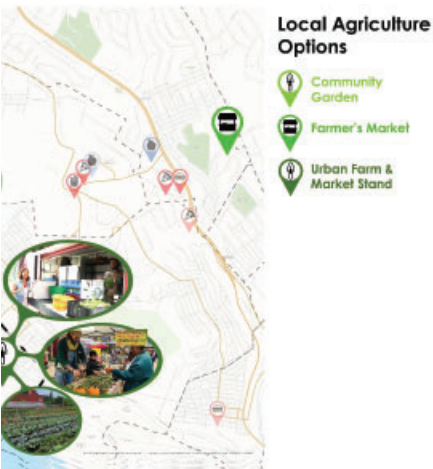 Local Agriculture
Options
Community
Garden
Farmer's Market
Urban Farm &
Market Stand